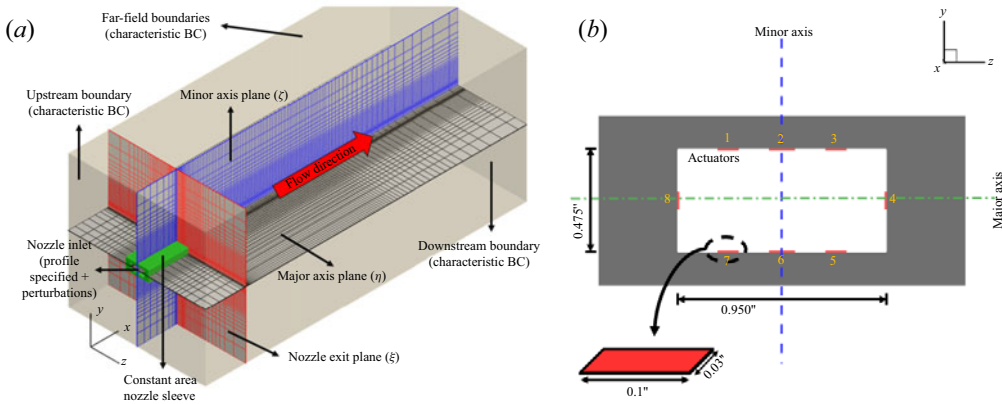 (a)
Far-field boundaries
(characteristic BC)
Upstream boundary
(characteristic BC)
Minor axis plane (ζ)
Flow direction
Nozzle inlet
(profile
specified +
perturbations)
Downstream boundary
(characteristic BC)
Major axis plane (η)
Nozzle exit plane (ξ)
Constant area
nozzle sleeve
y
x
z
(b)
Minor axis
y
x
z
1
2
3
Actuators
8
4
Major axis
0.475"
7
6
5
0.950"
0.03"
0.1"